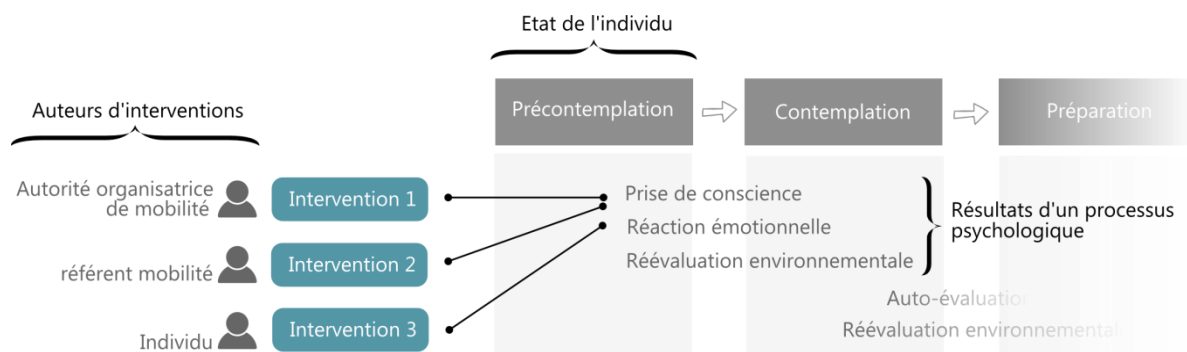 Etat de l'individu
Auteurs d'interventions
Précontemplation
Contemplation
Préparation
Autorité organisatrice
de mobilité
Intervention 1
référent mobilité
Intervention 2
Individu
Intervention 3
Prise de conscience
Réaction émotionnelle
Réévaluation environnementale
Résultats d'un processus
psychologique
Auto-évaluation
Réévaluation environnementale